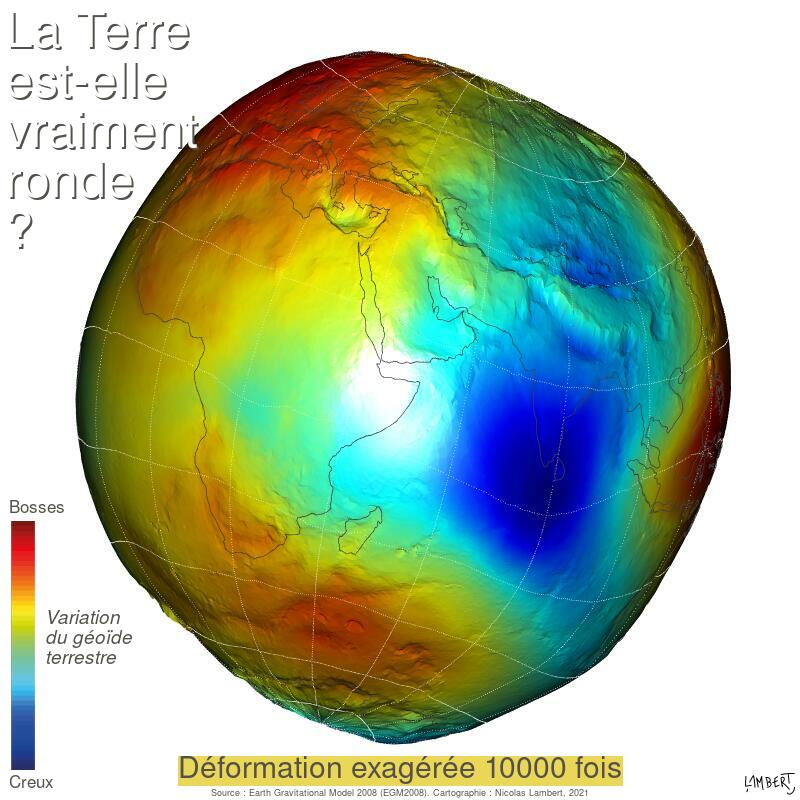 La Terre
est-elle
vraiment
ronde
?
Bosses
Variation
du géoïde
terrestre
Creux
Déformation exagérée 10000 fois
Source : Earth Gravitational Model 2008 (EGM2008). Cartographie : Nicolas Lambert, 2021
LAMBERT